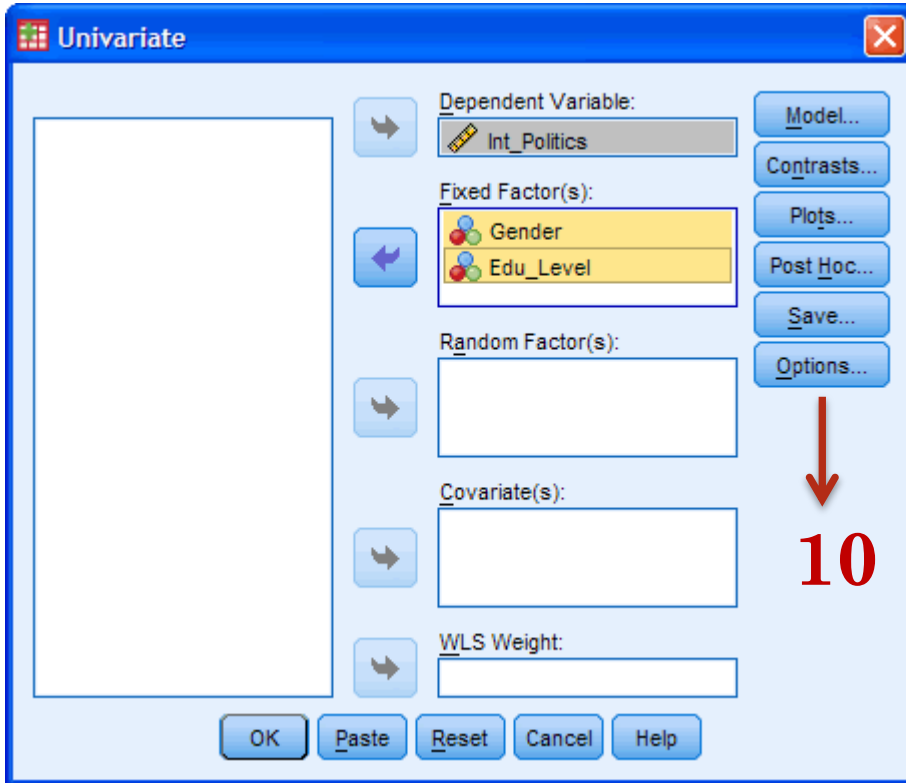 Univariate
Dependent Variable:
Int_Politics
Fixed Factor(s):
Gender
Edu_Level
Random Factor(s):
Covariate(s):
WLS Weight:
Model...
Contrasts...
Plots...
Post Hoc...
Save...
Options...
10
OK
Paste
Reset
Cancel
Help